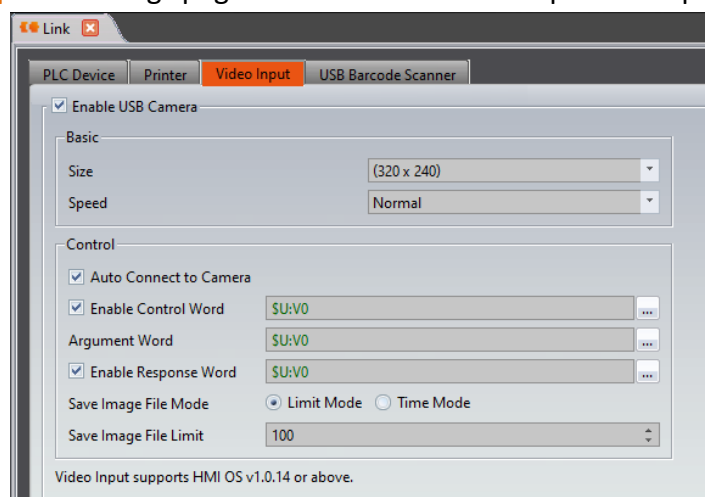 Link
PLC Device Printer Video Input USB Barcode Scanner
Enable USB Camera
Basic
Size (320 x 240)
Speed Normal
Control
Auto Connect to Camera
Enable Control Word $U:V0 ...
Argument Word $U:V0 ...
Enable Response Word $U:V0 ...
Save Image File Mode Limit Mode Time Mode
Save Image File Limit 100
Video Input supports HMI OS v1.0.14 or above.